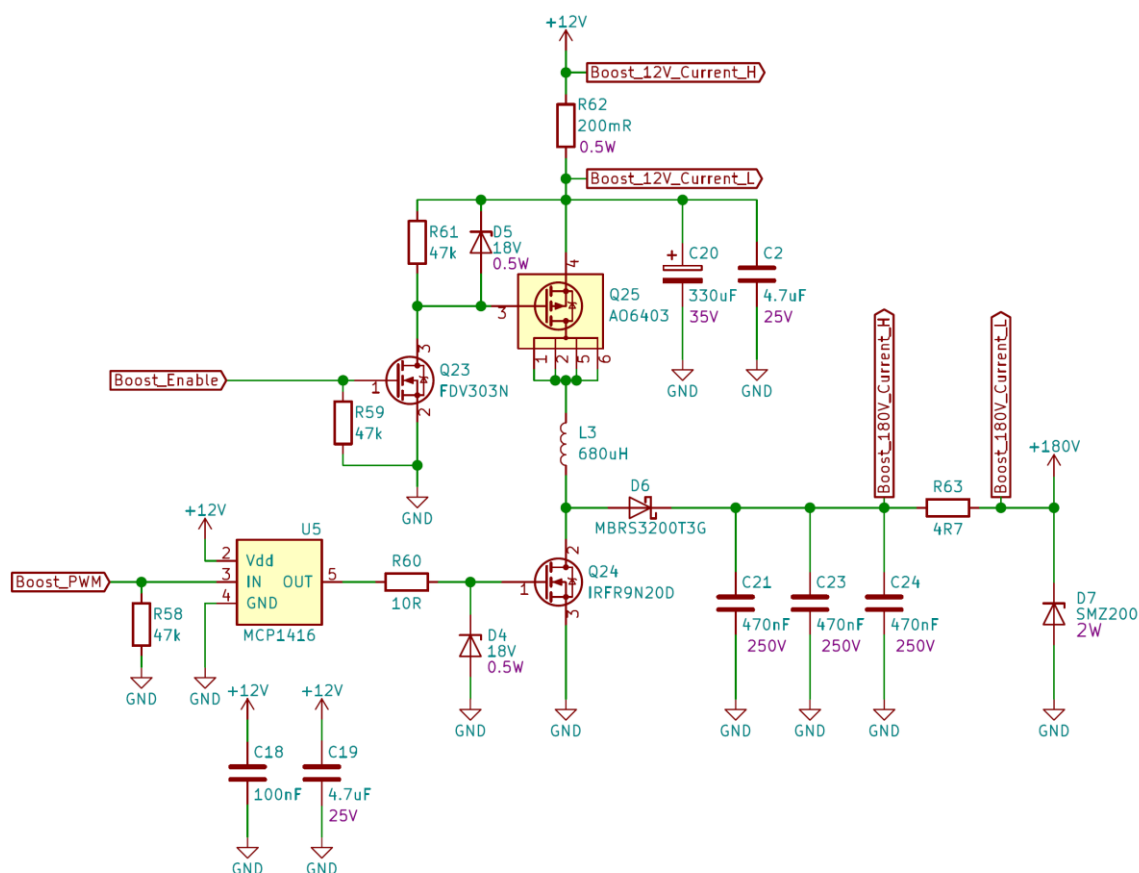 +12V
Boost_12V_Current_H
R62
200mR
0.5W
Boost_12V_Current_L
R61
47k
D5
18V
0.5W
4
3
Q25
AO6403
1
2
5
6
C20
330uF
35V
C2
4.7uF
25V
GND
GND
Boost_Enable
1
3
2
Q23
FDV303N
R59
47k
GND
L3
680uH
Boost_180V_Current_H
Boost_180V_Current_L
+180V
D6
MBRS3200T3G
R63
4R7
+12V
U5
Boost_PWM
2
Vdd
3
IN
OUT
5
4
GND
MCP1416
R58
47k
GND
GND
R60
10R
D4
18V
0.5W
GND
1
2
3
Q24
IRFR9N20D
GND
C21
470nF
250V
GND
C23
470nF
250V
GND
C24
470nF
250V
GND
D7
SMZ200
2W
GND
+12V
C18
100nF
GND
+12V
C19
4.7uF
25V
GND